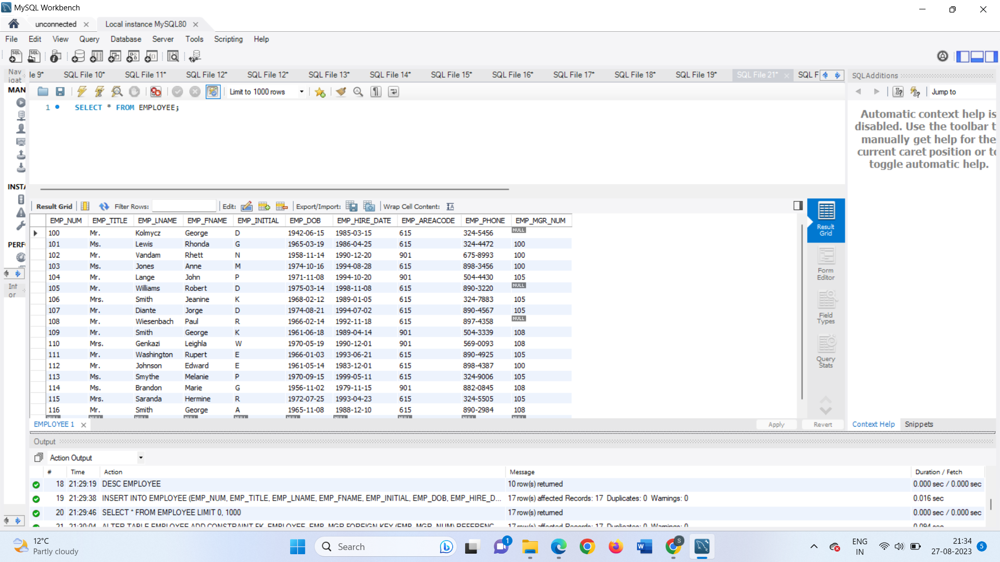 MySQL Workbench
unconnected
Local instance MySQL80
File Edit View Query Database Server Tools Scripting Help
Nav
igat
le 9* SQL File 10* SQL File 11* SQL File 12* SQL File 12* SQL File 13* SQL File 14* SQL File 15* SQL File 16* SQL File 17* SQL File 18* SQL File 19* SQL File 21* SQL F
SQLAdditions
MAN
Limit to 1000 rows
Jump to
1 SELECT * FROM EMPLOYEE;
Automatic context help is
disabled. Use the toolbar t
manually get help for the
current caret position or to
toggle automatic help.
INSTA
PERF
Inf
or
Result Grid Filter Rows: Edit: Export/Import: Wrap Cell Content:
EMP_NUM EMP_TITLE EMP_LNAME EMP_FNAME EMP_INITIAL EMP_DOB EMP_HIRE_DATE EMP_AREACODE EMP_PHONE EMP_MGR_NUM
100 Mr. Kolmycz George D 1942-06-15 1985-03-15 615 324-5456 NULL
101 Ms. Lewis Rhonda G 1965-03-19 1986-04-25 615 324-4472 100
102 Mr. Vandam Rhett N 1958-11-14 1990-12-20 901 675-8993 100
103 Ms. Jones Anne M 1974-10-16 1994-08-28 615 898-3456 100
104 Mr. Lange John P 1971-11-08 1994-10-20 901 504-4430 105
105 Mr. Williams Robert D 1975-03-14 1998-11-08 615 890-3220 NULL
106 Mrs. Smith Jeanine K 1968-02-12 1989-01-05 615 324-7883 105
107 Mr. Diante Jorge D 1974-08-21 1994-07-02 615 890-4567 105
108 Mr. Wiesenbach Paul R 1966-02-14 1992-11-18 615 897-4358 NULL
109 Mr. Smith George K 1961-06-18 1989-04-14 901 504-3339 108
110 Mrs. Genkazi Leighla W 1970-05-19 1990-12-01 901 569-0093 108
111 Mr. Washington Rupert E 1966-01-03 1993-06-21 615 890-4925 105
112 Mr. Johnson Edward E 1961-05-14 1983-12-01 615 898-4387 100
113 Ms. Smythe Melanie P 1970-09-15 1999-05-11 615 324-9006 105
114 Ms. Brandon Marie G 1956-11-02 1979-11-15 901 882-0845 108
115 Mrs. Saranda Hermine R 1972-07-25 1993-04-23 615 324-5505 105
116 Mr. Smith George A 1965-11-08 1988-12-10 615 890-2984 108
NULL NULL NULL NULL NULL NULL NULL NULL NULL NULL
Result
Grid
Form
Editor
Field
Types
Query
Stats
EMPLOYEE 1
Apply
Revert
Context Help
Snippets
Output
Action Output
# Time Action Message Duration / Fetch
18 21:29:19 DESC EMPLOYEE 10 row(s) returned 0.000 sec / 0.000 sec
19 21:29:38 INSERT INTO EMPLOYEE (EMP_NUM, EMP_TITLE, EMP_LNAME, EMP_FNAME, EMP_INITIAL, EMP_DOB, EMP_HIRE_D... 17 row(s) affected Records: 17 Duplicates: 0 Warnings: 0 0.016 sec
20 21:29:46 SELECT * FROM EMPLOYEE LIMIT 0, 1000 17 row(s) returned 0.000 sec / 0.000 sec
21 21:30:04 ALTER TABLE EMPLOYEE ADD CONSTRAINT FK_EMPLOYEE_EMP_MGR FOREIGN KEY (EMP_MGR_NUM) REFERENC... 17 row(s) affected Records: 17 Duplicates: 0 Warnings: 0 0.094 sec
12°C
Partly cloudy
Search
1
S
W
ENG
IN
21:34
27-08-2023
5